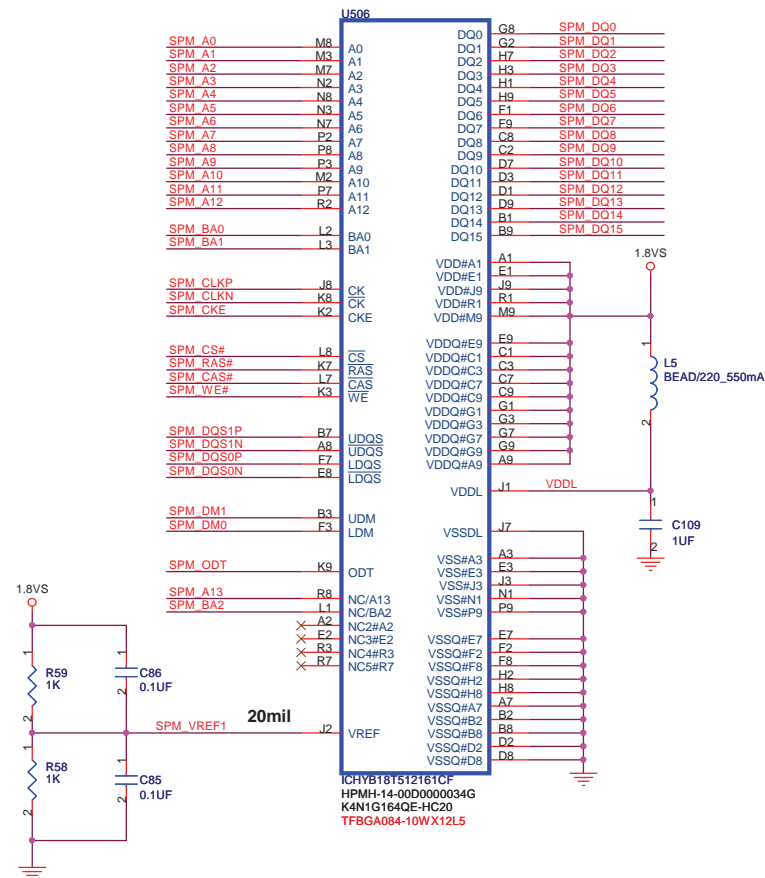 U506
SPM_A0 M8 A0
SPM_A1 M3 A1
SPM_A2 M7 A2
SPM_A3 N2 A3
SPM_A4 N8 A4
SPM_A5 N3 A5
SPM_A6 N7 A6
SPM_A7 P2 A7
SPM_A8 P8 A8
SPM_A9 P3 A9
SPM_A10 M2 A10
SPM_A11 P7 A11
SPM_A12 R2 A12
SPM_BA0 L2 BA0
SPM_BA1 L3 BA1
SPM_CLKP J8 CK
SPM_CLKN K8 CK
SPM_CKE K2 CKE
SPM_CS# L8 CS
SPM_RAS# K7 RAS
SPM_CAS# L7 CAS
SPM_WE# K3 WE
SPM_DQS1P B7 UDQS
SPM_DQS1N A8 UDQS
SPM_DQS0P F7 LDQS
SPM_DQS0N E8 LDQS
SPM_DM1 B3 UDM
SPM_DM0 F3 LDM
SPM_ODT K9 ODT
SPM_A13 R8 NC/A13
SPM_BA2 L1 NC/BA2
A2 NC2#A2
E2 NC3#E2
R3 NC4#R3
R7 NC5#R7
SPM_VREF1 20mil J2 VREF
DQ0 G8 SPM_DQ0
DQ1 G2 SPM_DQ1
DQ2 H7 SPM_DQ2
DQ3 H3 SPM_DQ3
DQ4 H1 SPM_DQ4
DQ5 H9 SPM_DQ5
DQ6 F1 SPM_DQ6
DQ7 F9 SPM_DQ7
DQ8 C8 SPM_DQ8
DQ9 C2 SPM_DQ9
DQ10 D7 SPM_DQ10
DQ11 D3 SPM_DQ11
DQ12 D1 SPM_DQ12
DQ13 D9 SPM_DQ13
DQ14 B1 SPM_DQ14
DQ15 B9 SPM_DQ15
VDD#A1 A1
VDD#E1 E1
VDD#J9 J9
VDD#R1 R1
VDD#M9 M9
VDDQ#E9 E9
VDDQ#C1 C1
VDDQ#C3 C3
VDDQ#C7 C7
VDDQ#C9 C9
VDDQ#G1 G1
VDDQ#G3 G3
VDDQ#G7 G7
VDDQ#G9 G9
VDDQ#A9 A9
VDDL J1 VDDL
VSSDL J7
VSS#A3 A3
VSS#E3 E3
VSS#J3 J3
VSS#N1 N1
VSS#P9 P9
VSSQ#E7 E7
VSSQ#F2 F2
VSSQ#F8 F8
VSSQ#H2 H2
VSSQ#H8 H8
VSSQ#A7 A7
VSSQ#B2 B2
VSSQ#B8 B8
VSSQ#D2 D2
VSSQ#D8 D8
1.8VS
1
L5
BEAD/220_550mA
2
1
C109
1UF
2
1.8VS
1
R59
1K
2
1
C86
0.1UF
2
1
R58
1K
2
1
C85
0.1UF
2
ICHYB18T512161CF
HPMH-14-00D0000034G
K4N1G164QE-HC20
TFBGA084-10WX12L5